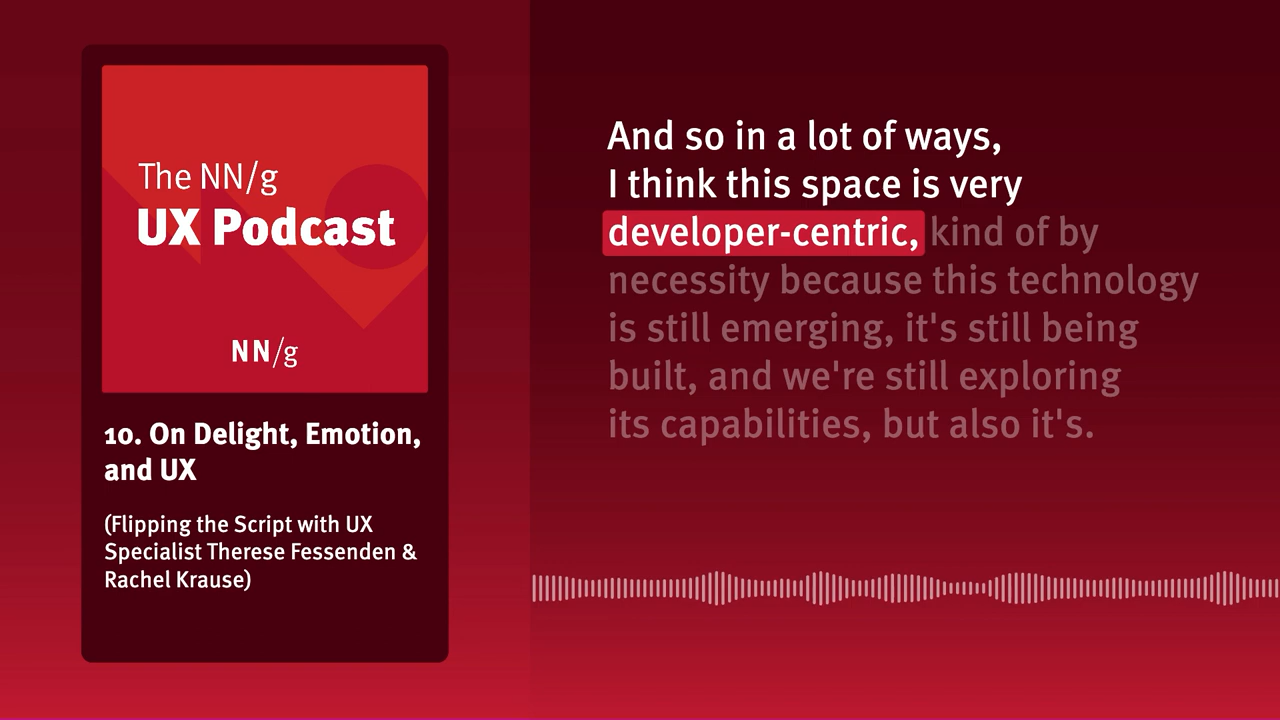 The NN/g
UX Podcast
NN/g
10. On Delight, Emotion,
and UX
(Flipping the Script with UX
Specialist Therese Fessenden &
Rachel Krause)
And so in a lot of ways,
I think this space is very
developer-centric, kind of by
necessity because this technology
is still emerging, it's still being
built, and we're still exploring
its capabilities, but also it's.